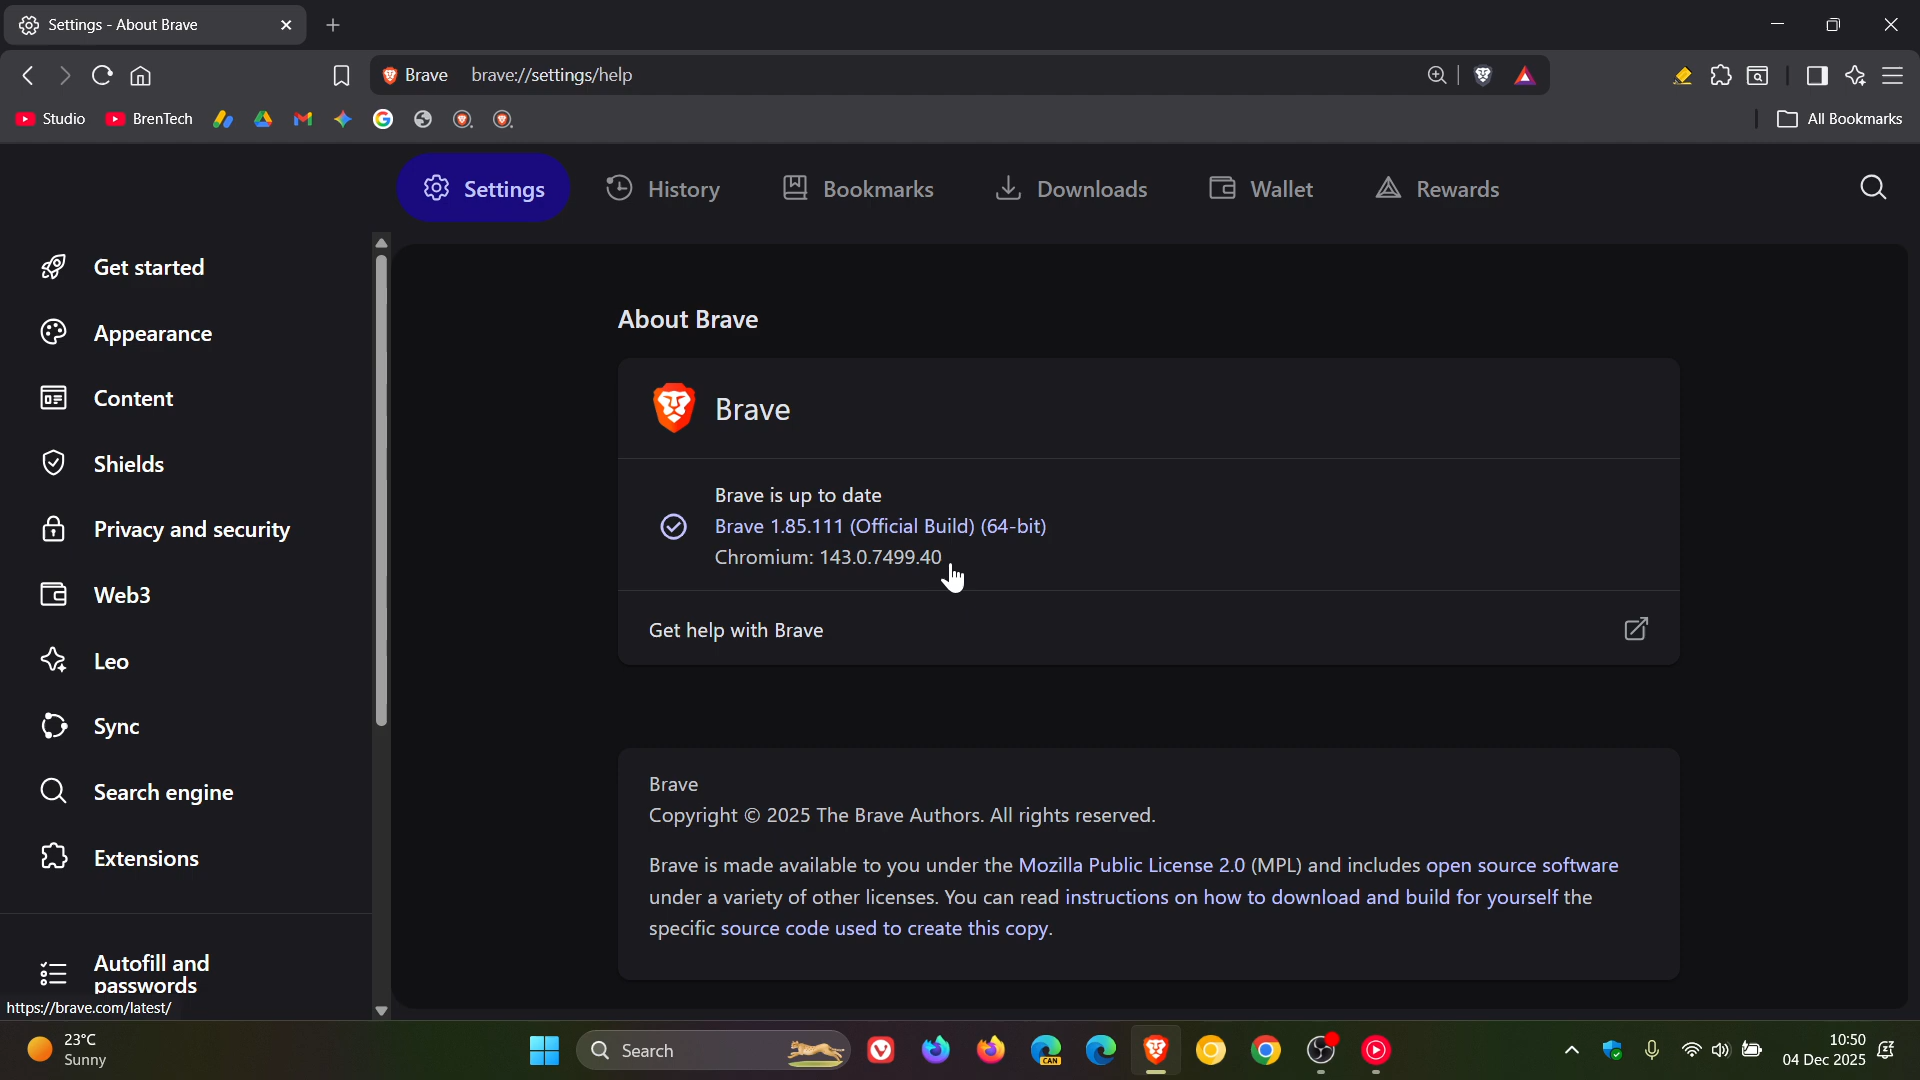 Settings - About Brave
Brave brave://settings/help
Studio BrenTech All Bookmarks
Settings History Bookmarks Downloads Wallet Rewards
Get started
Appearance
Content
Shields
Privacy and security
Web3
Leo
Sync
Search engine
Extensions
Autofill and
passwords
https://brave.com/latest/
About Brave
Brave
Brave is up to date
Brave 1.85.111 (Official Build) (64-bit)
Chromium: 143.0.7499.40
Get help with Brave
Brave
Copyright © 2025 The Brave Authors. All rights reserved.
Brave is made available to you under the Mozilla Public License 2.0 (MPL) and includes open source software
under a variety of other licenses. You can read instructions on how to download and build for yourself the
specific source code used to create this copy.
23°C
Sunny
Search
CAN
10:50
04 Dec 2025